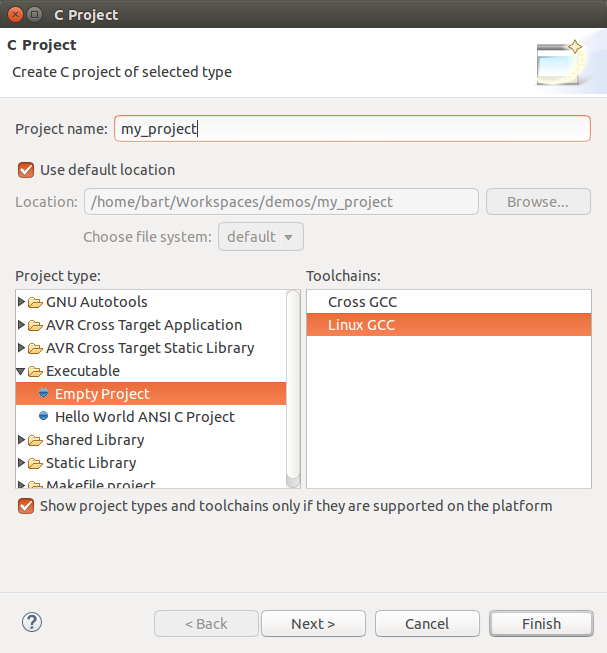 C Project
C Project
Create C project of selected type
Project name: my_project
Use default location
Location: /home/bart/Workspaces/demos/my_project Browse...
Choose file system: default
Project type: Toolchains:
GNU Autotools Cross GCC
AVR Cross Target Application Linux GCC
AVR Cross Target Static Library
Executable
Empty Project
Hello World ANSI C Project
Shared Library
Static Library
Makefile project
Show project types and toolchains only if they are supported on the platform
? < Back Next > Cancel Finish